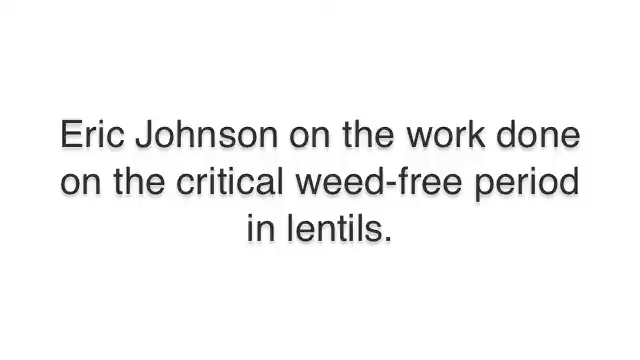 Eric Johnson on the work done
on the critical weed-free period
in lentils.